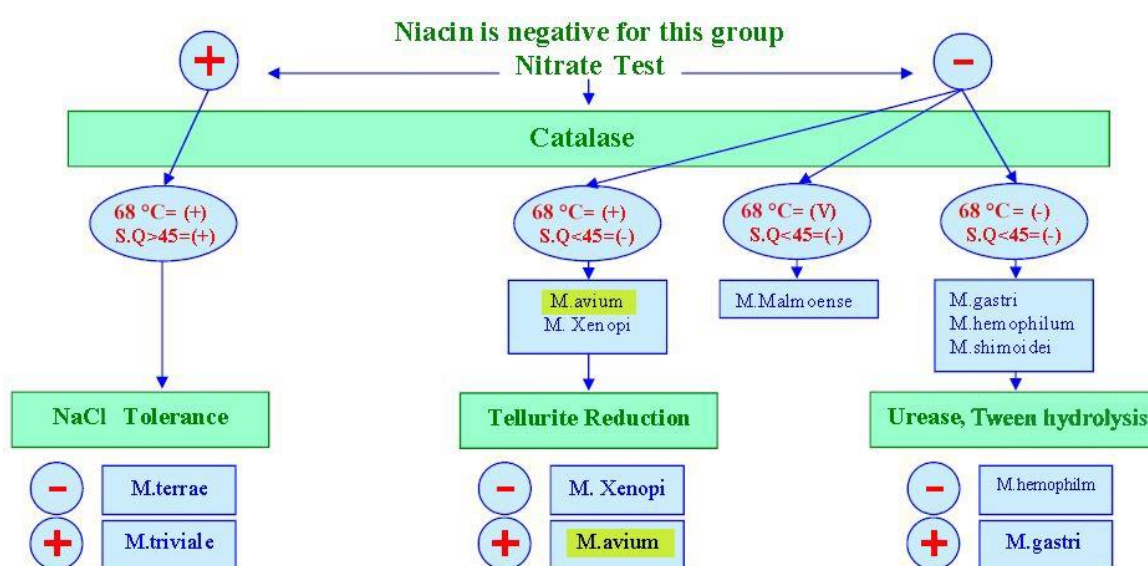 Niacin is negative for this group
+
Nitrate Test
-
Catalase
68 °C= (+)
S.Q>45=(+)
68 °C= (+)
S.Q<45=(-)
68 °C= (V)
S.Q<45=(-)
68 °C = (-)
S.Q<45=(-)
M.avium
M. Xenopi
M.Malmoense
M.gastri
M.hemophilum
M.shimoidei
NaCl Tolerance
Tellurite Reduction
Urease, Tween hydrolysis
-
M.terrae
-
M. Xenopi
-
M.hemophilm
+
M.triviale
+
M.avium
+
M.gastri